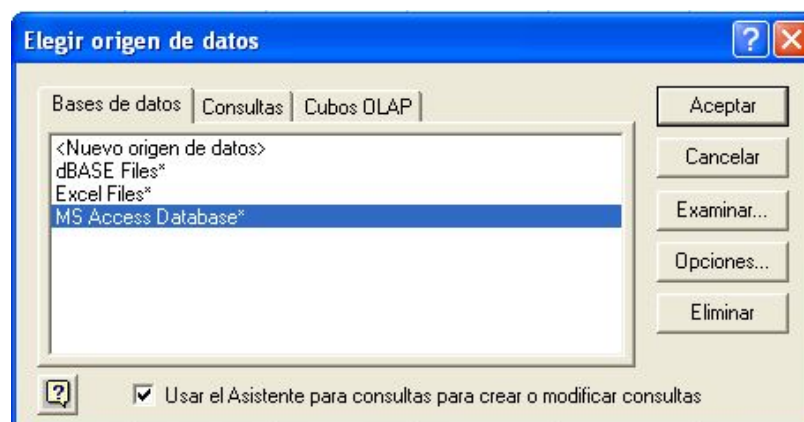 Elegir origen de datos
Bases de datos Consultas Cubos OLAP
<Nuevo origen de datos>
dBASE Files*
Excel Files*
MS Access Database*
Aceptar
Cancelar
Examinar...
Opciones...
Eliminar
Usar el Asistente para consultas para crear o modificar consultas